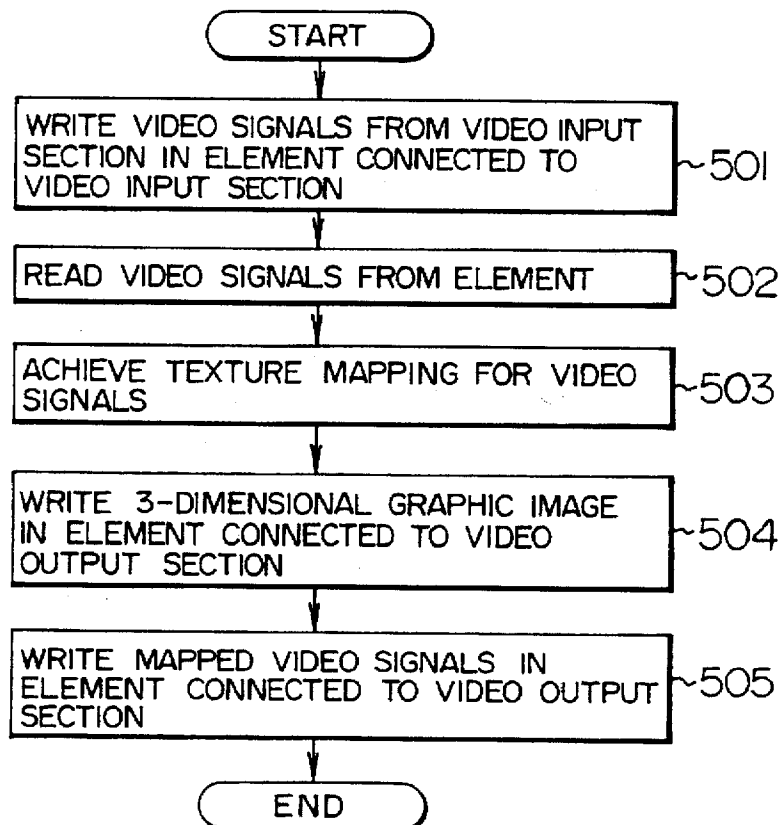 START
WRITE VIDEO SIGNALS FROM VIDEO INPUT
SECTION IN ELEMENT CONNECTED TO
VIDEO INPUT SECTION
501
READ VIDEO SIGNALS FROM ELEMENT
502
ACHIEVE TEXTURE MAPPING FOR VIDEO
SIGNALS
503
WRITE 3-DIMENSIONAL GRAPHIC IMAGE
IN ELEMENT CONNECTED TO VIDEO
OUTPUT SECTION
504
WRITE MAPPED VIDEO SIGNALS IN
ELEMENT CONNECTED TO VIDEO OUTPUT
SECTION
505
END